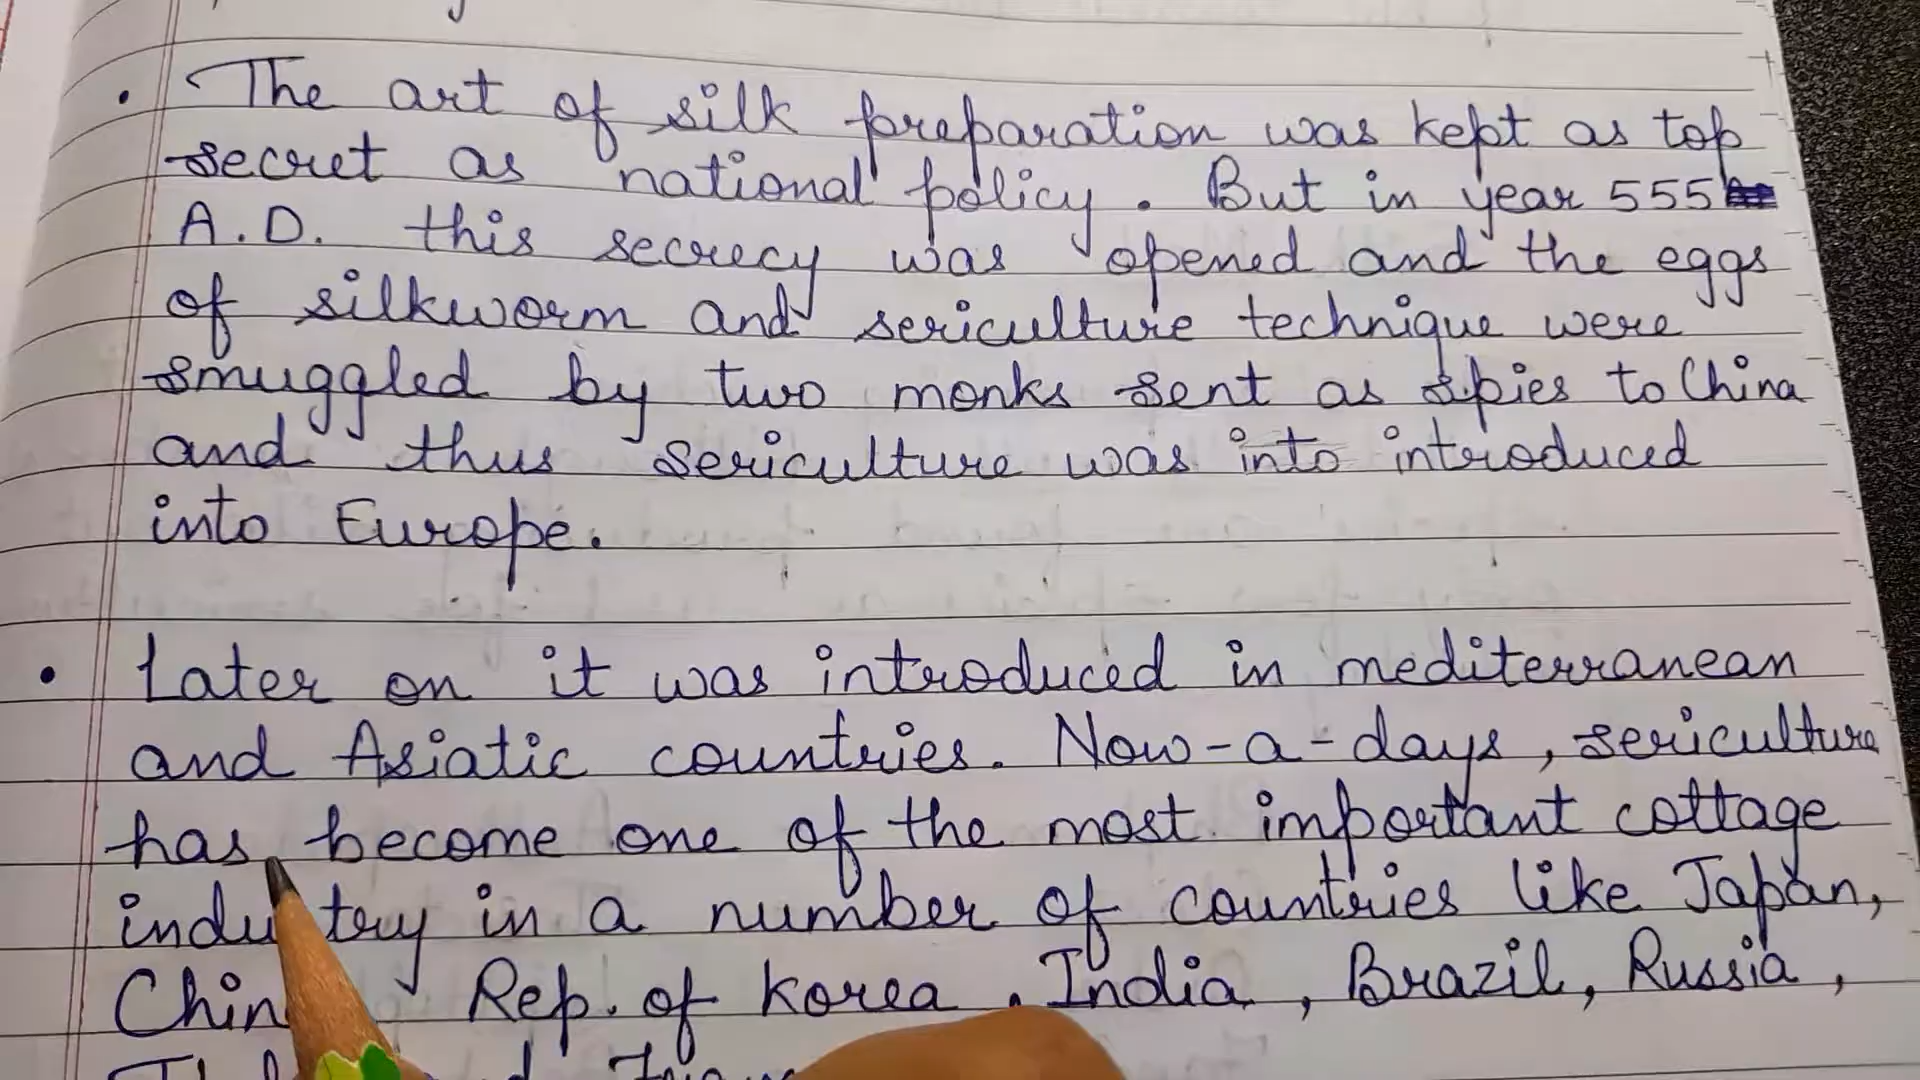 • The art of silk preparation was kept as top
secret as national policy. But in year 555
A.D. this secrecy was opened and the eggs
of silkworm and sericulture technique were
smuggled by two monks sent as spies to China
and thus sericulture was into introduced
into Europe.
• Later on it was introduced in mediterranean
and Asiatic countries. Now-a-days, sericulture
has become one of the most important cottage
in a number of countries like Japan,
Rep. of Korea, India, Brazil, Russia,